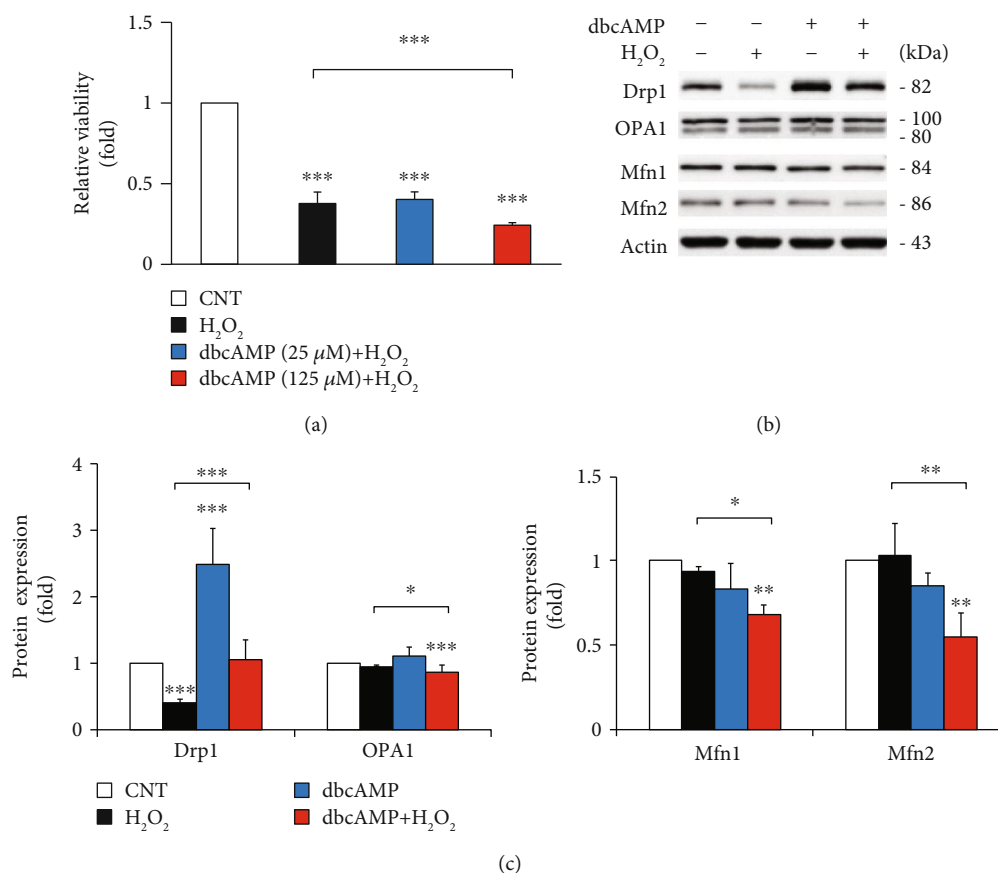 1.5
1
0.5
0
Relative viability
(fold)
***
***
***
***
CNT
H₂O₂
dbcAMP (25 μM)+H₂O₂
dbcAMP (125 μM)+H₂O₂
(a)
dbcAMP − − + +
H₂O₂ − + − + (kDa)
Drp1 - 82
OPA1 - 100
- 80
Mfn1 - 84
Mfn2 - 86
Actin - 43
(b)
4
3
2
1
0
Protein expression
(fold)
***
***
***
*
***
Drp1 OPA1
CNT
H₂O₂
dbcAMP
dbcAMP+H₂O₂
1.5
1
0.5
0
Protein expression
(fold)
*
**
**
**
Mfn1 Mfn2
(c)